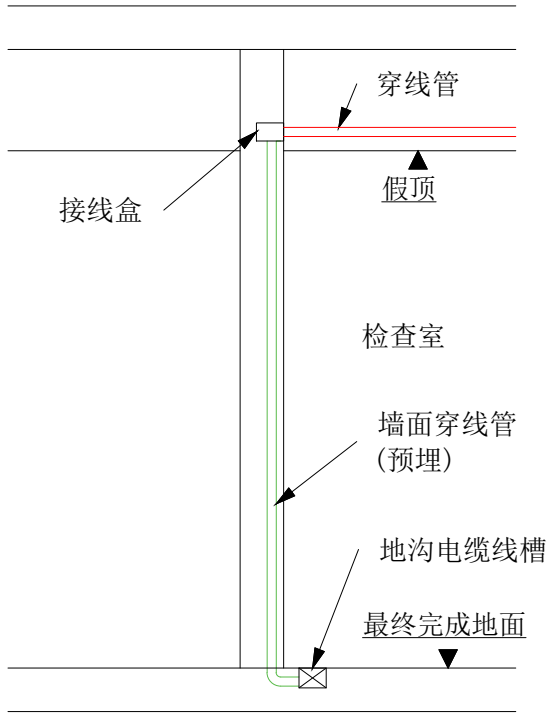 穿线管
假顶
接线盒
检查室
墙面穿线管
(预埋)
地沟电缆线槽
最终完成地面